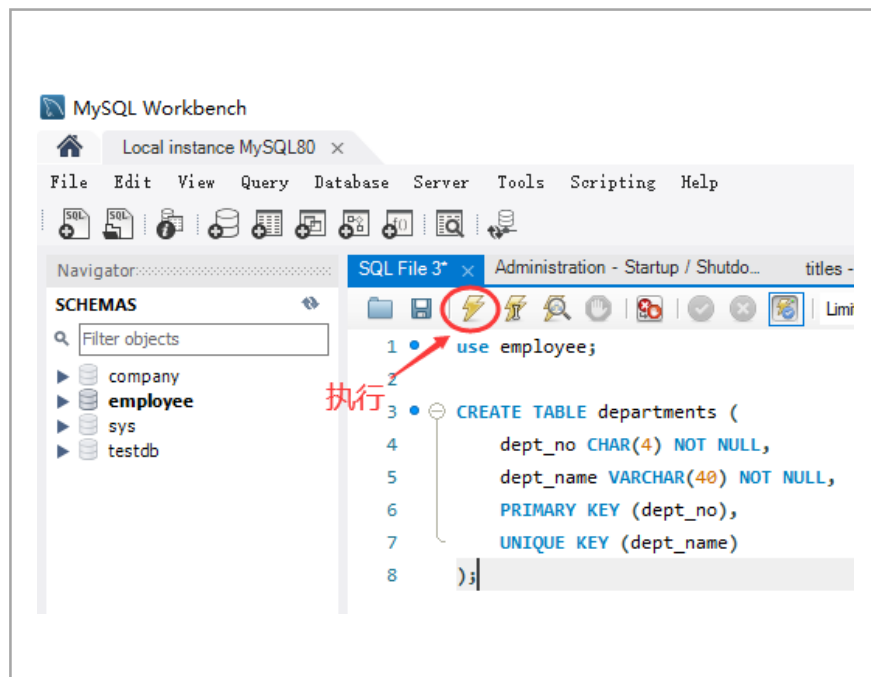 MySQL Workbench
Local instance MySQL80
File Edit View Query Database Server Tools Scripting Help
Navigator
SQL File 3*
Administration - Startup / Shutdo...
titles -
SCHEMAS
Filter objects
company
employee
sys
testdb
Limi
执行
1 use employee;
2
3 CREATE TABLE departments (
4 dept_no CHAR(4) NOT NULL,
5 dept_name VARCHAR(40) NOT NULL,
6 PRIMARY KEY (dept_no),
7 UNIQUE KEY (dept_name)
8 );